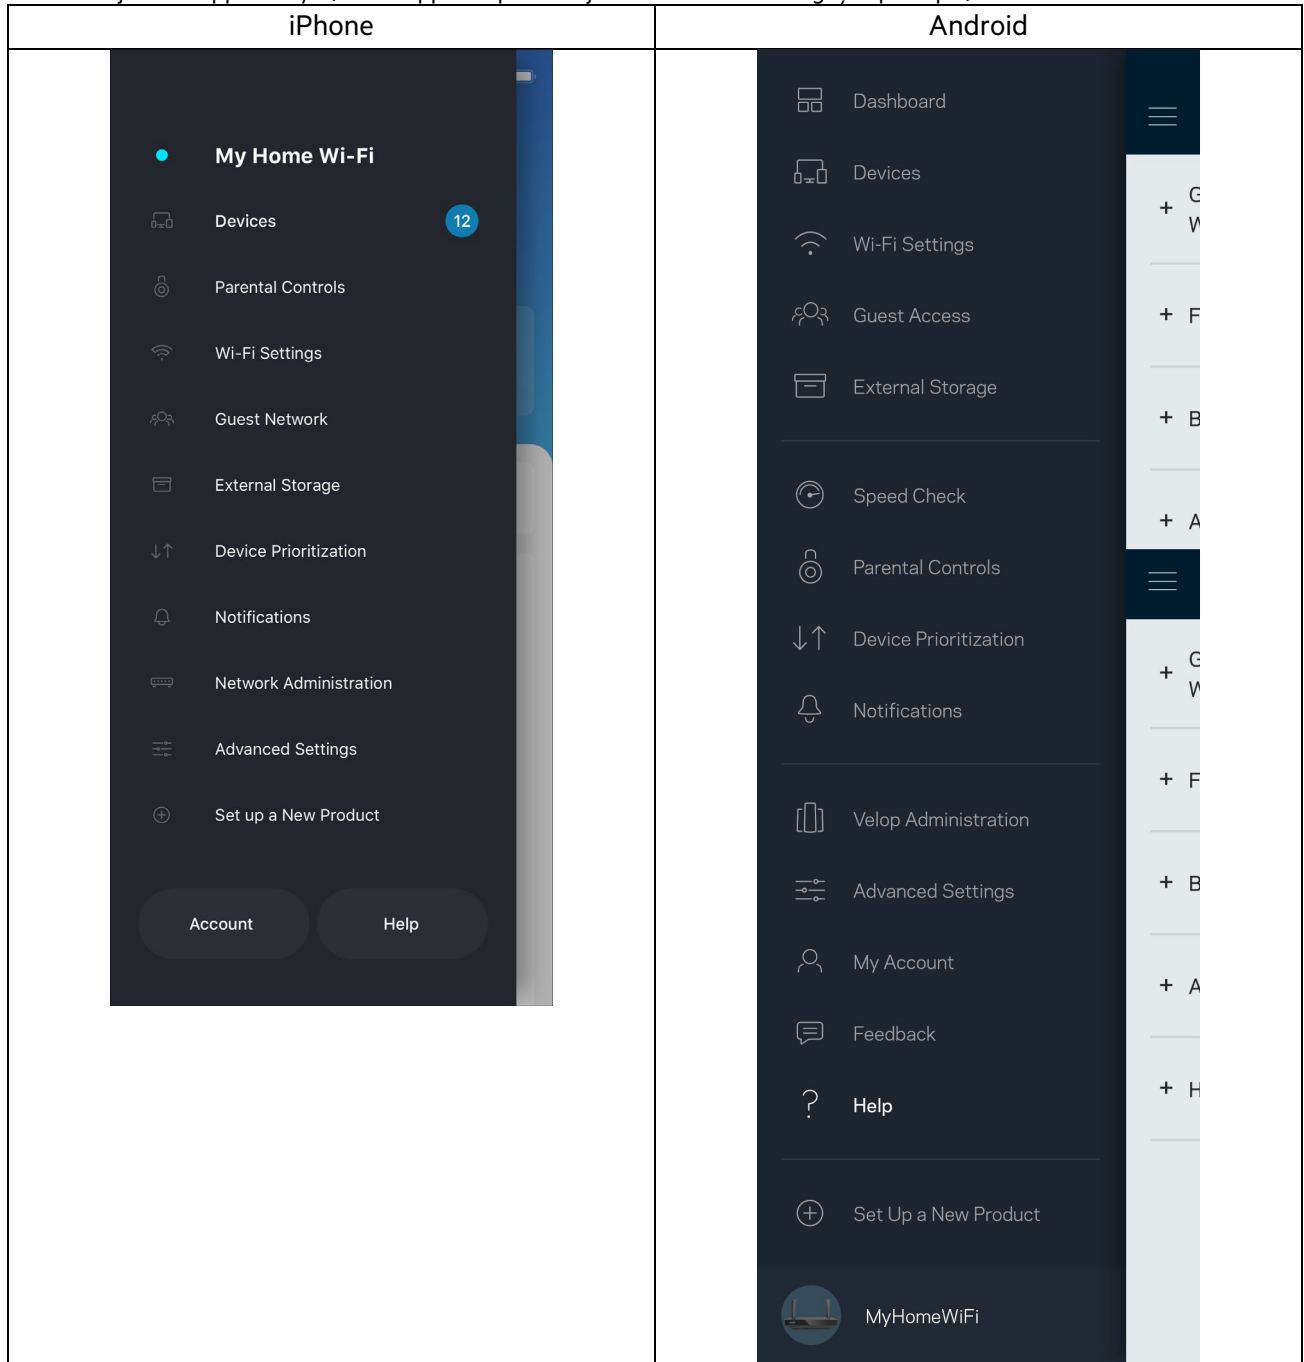 iPhone
Android
My Home Wi-Fi
Devices
12
Parental Controls
Wi-Fi Settings
Guest Network
External Storage
Device Prioritization
Notifications
Network Administration
Advanced Settings
Set up a New Product
Account
Help
Dashboard
Devices
Wi-Fi Settings
Guest Access
External Storage
Speed Check
Parental Controls
Device Prioritization
Notifications
Velop Administration
Advanced Settings
My Account
Feedback
Help
Set Up a New Product
MyHomeWiFi
+ F
+ B
+ A
+ F
+ B
+ A
+ H